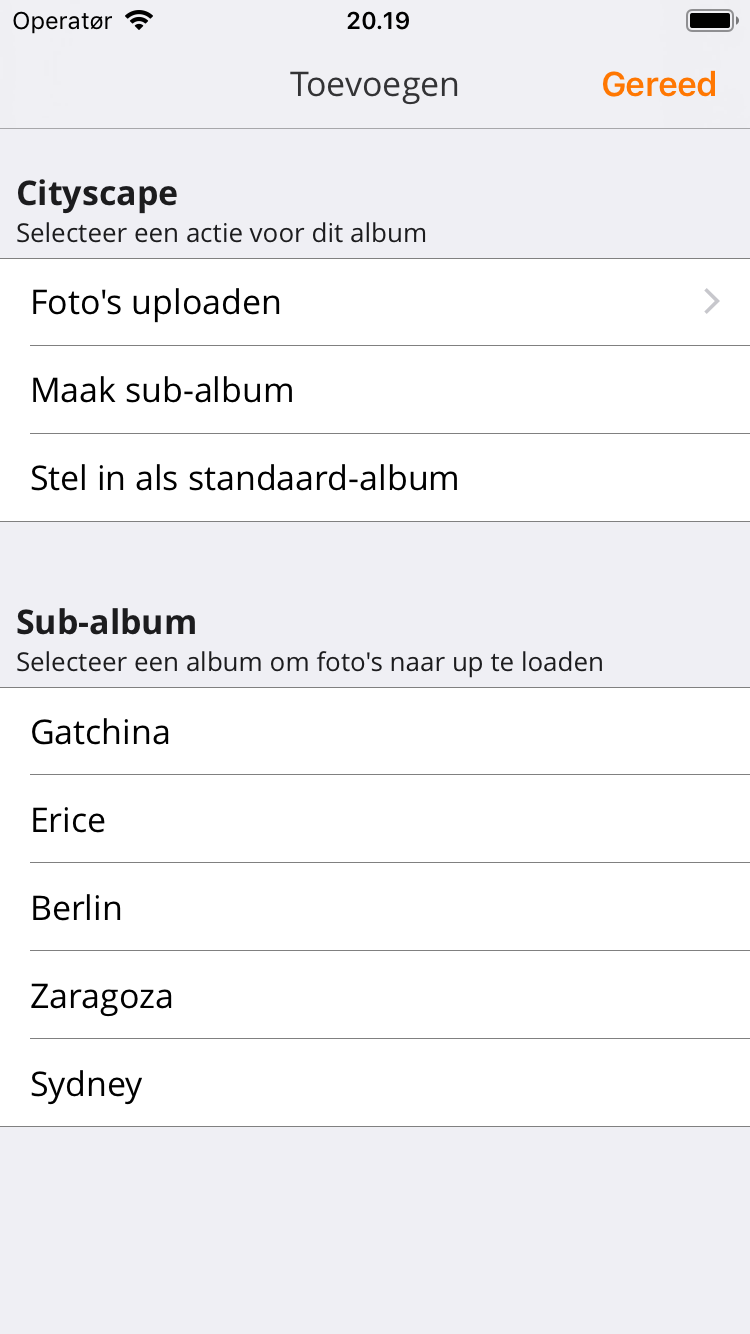 Operatør 20.19
Toevoegen Gereed
Cityscape
Selecteer een actie voor dit album
Foto's uploaden
Maak sub-album
Stel in als standaard-album
Sub-album
Selecteer een album om foto's naar up te loaden
Gatchina
Erice
Berlin
Zaragoza
Sydney